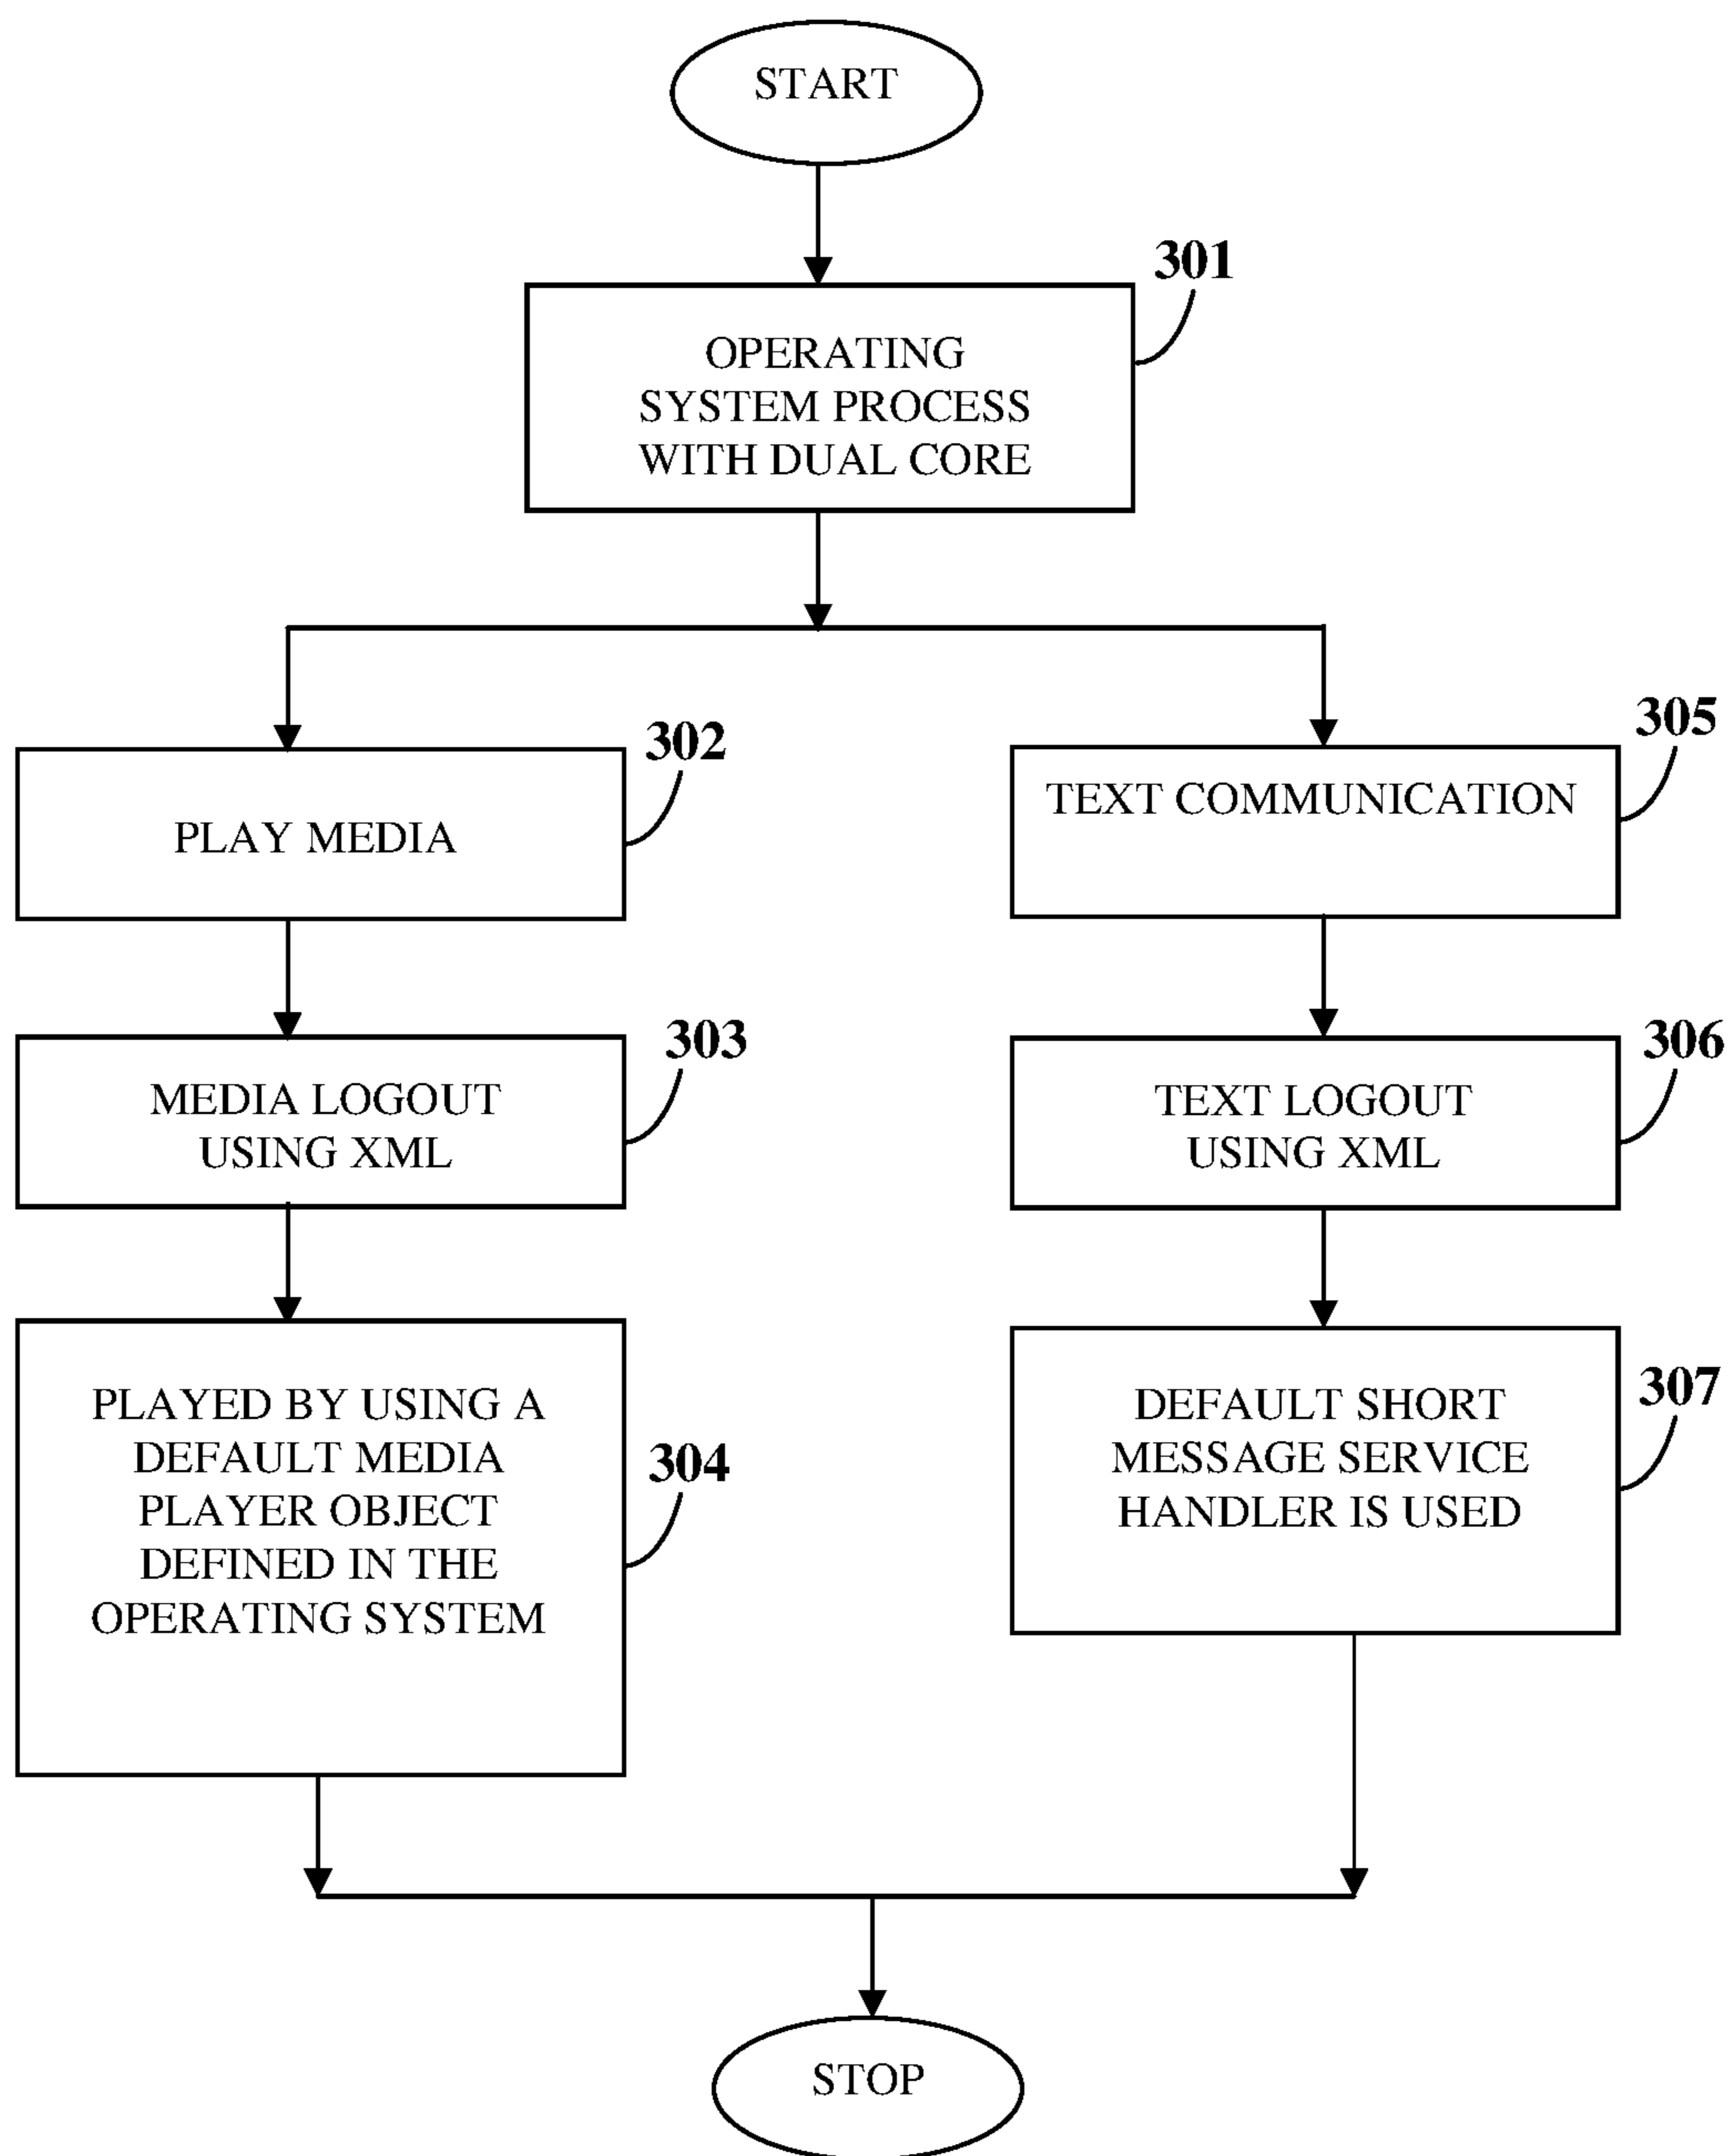 START
301
OPERATING
SYSTEM PROCESS
WITH DUAL CORE
302
PLAY MEDIA
303
MEDIA LOGOUT
USING XML
304
PLAYED BY USING A
DEFAULT MEDIA
PLAYER OBJECT
DEFINED IN THE
OPERATING SYSTEM
305
TEXT COMMUNICATION
306
TEXT LOGOUT
USING XML
307
DEFAULT SHORT
MESSAGE SERVICE
HANDLER IS USED
STOP